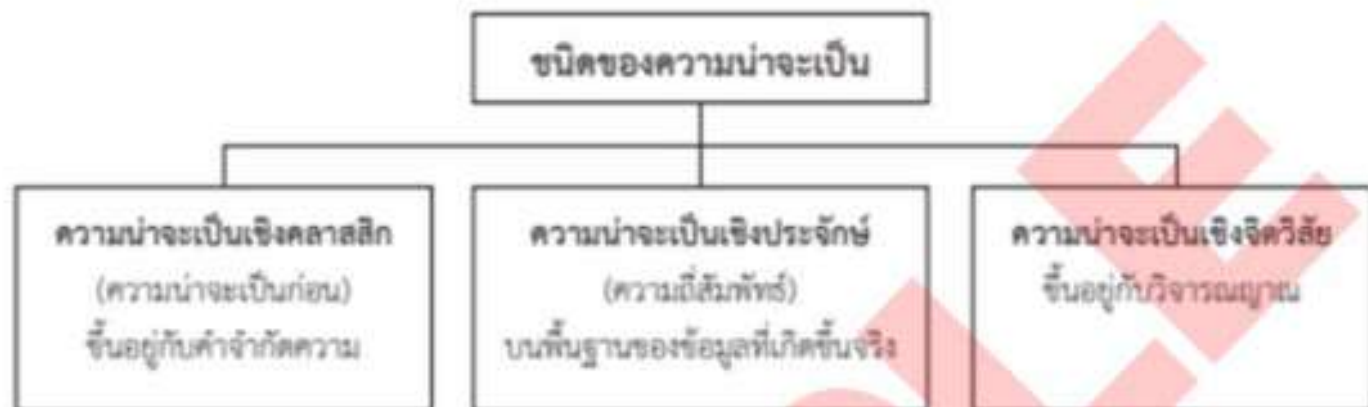 ชนิดของความน่าจะเป็น
ความน่าจะเป็นเชิงคลาสสิก
(ความน่าจะเป็นก่อน)
ขึ้นอยู่กับคำจำกัดความ
ความน่าจะเป็นเชิงประจักษ์
(ความถี่สัมพัทธ์)
บนพื้นฐานของข้อมูลที่เกิดขึ้นจริง
ความน่าจะเป็นเชิงจิตวิสัย
ขึ้นอยู่กับวิจารณญาณ
PLE